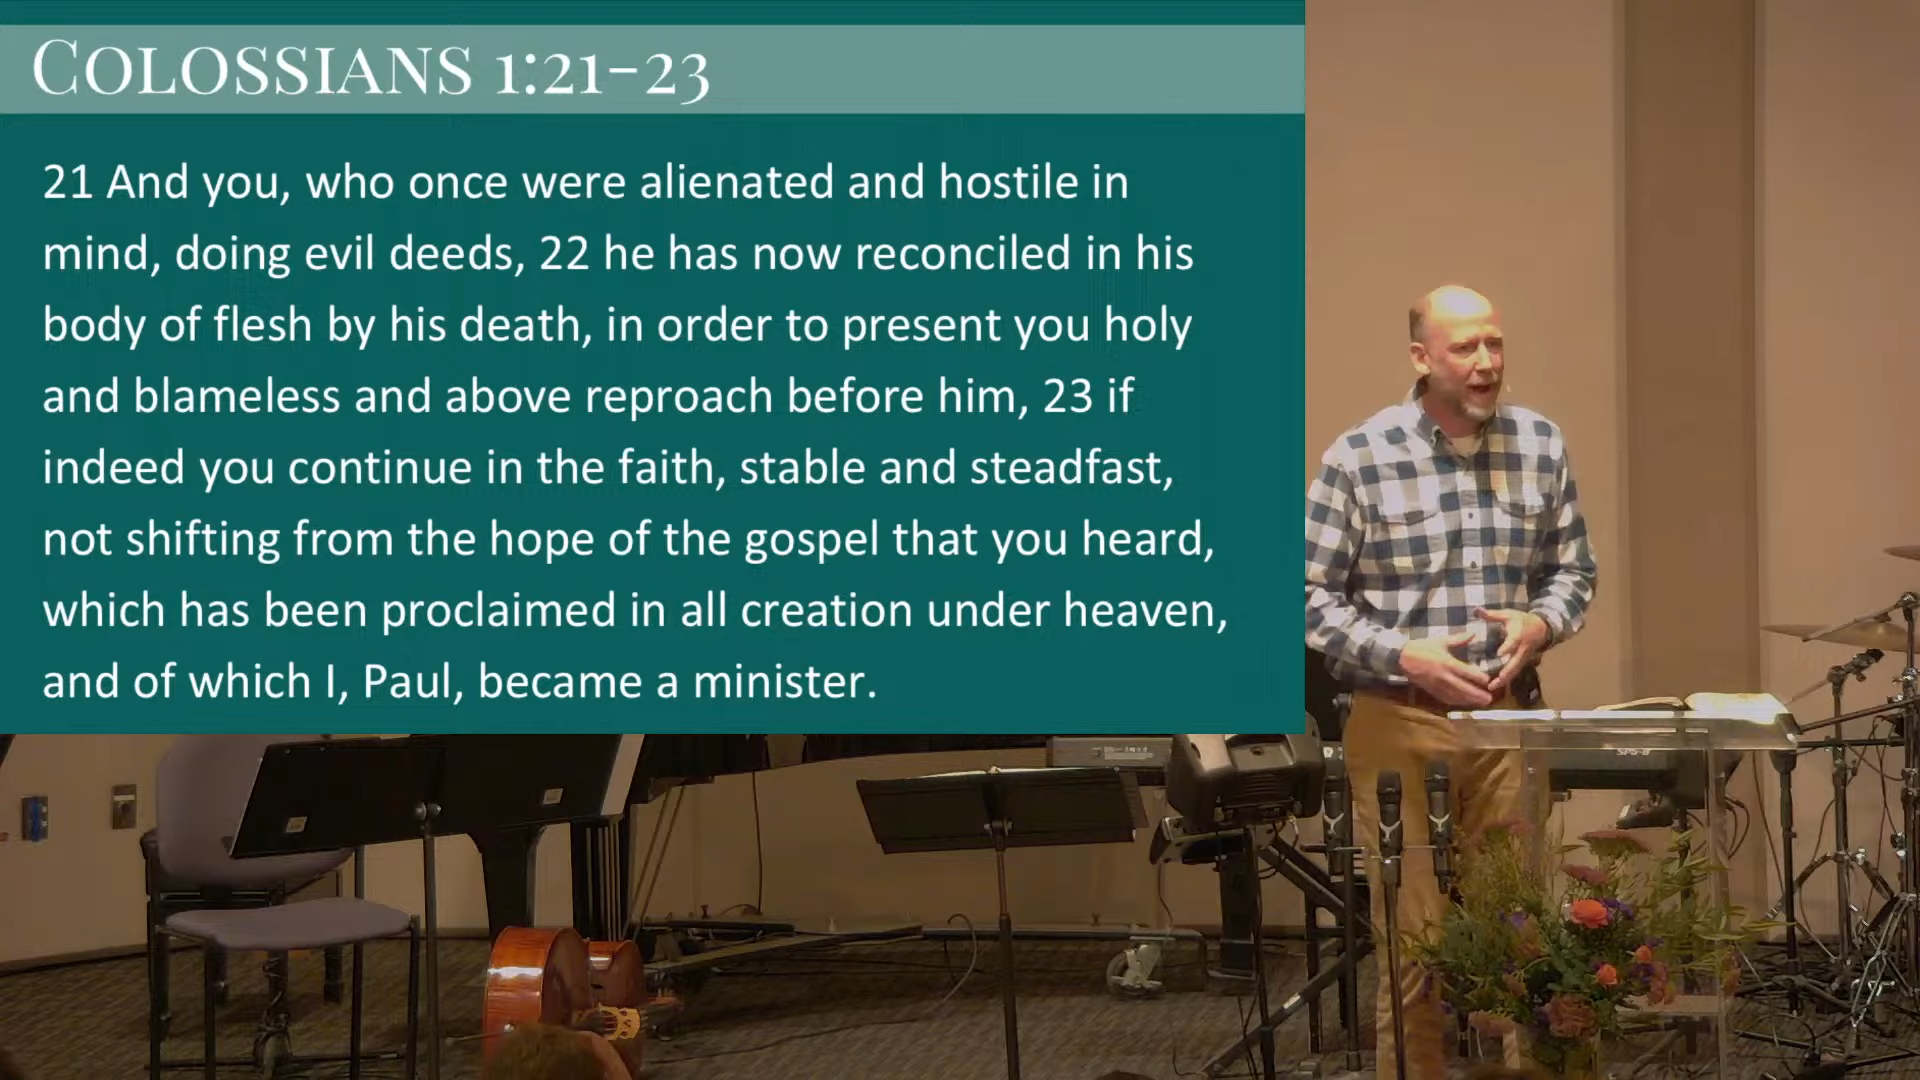 COLOSSIANS 1:21-23
21 And you, who once were alienated and hostile in
mind, doing evil deeds, 22 he has now reconciled in his
body of flesh by his death, in order to present you holy
and blameless and above reproach before him, 23 if
indeed you continue in the faith, stable and steadfast,
not shifting from the hope of the gospel that you heard,
which has been proclaimed in all creation under heaven,
and of which I, Paul, became a minister.